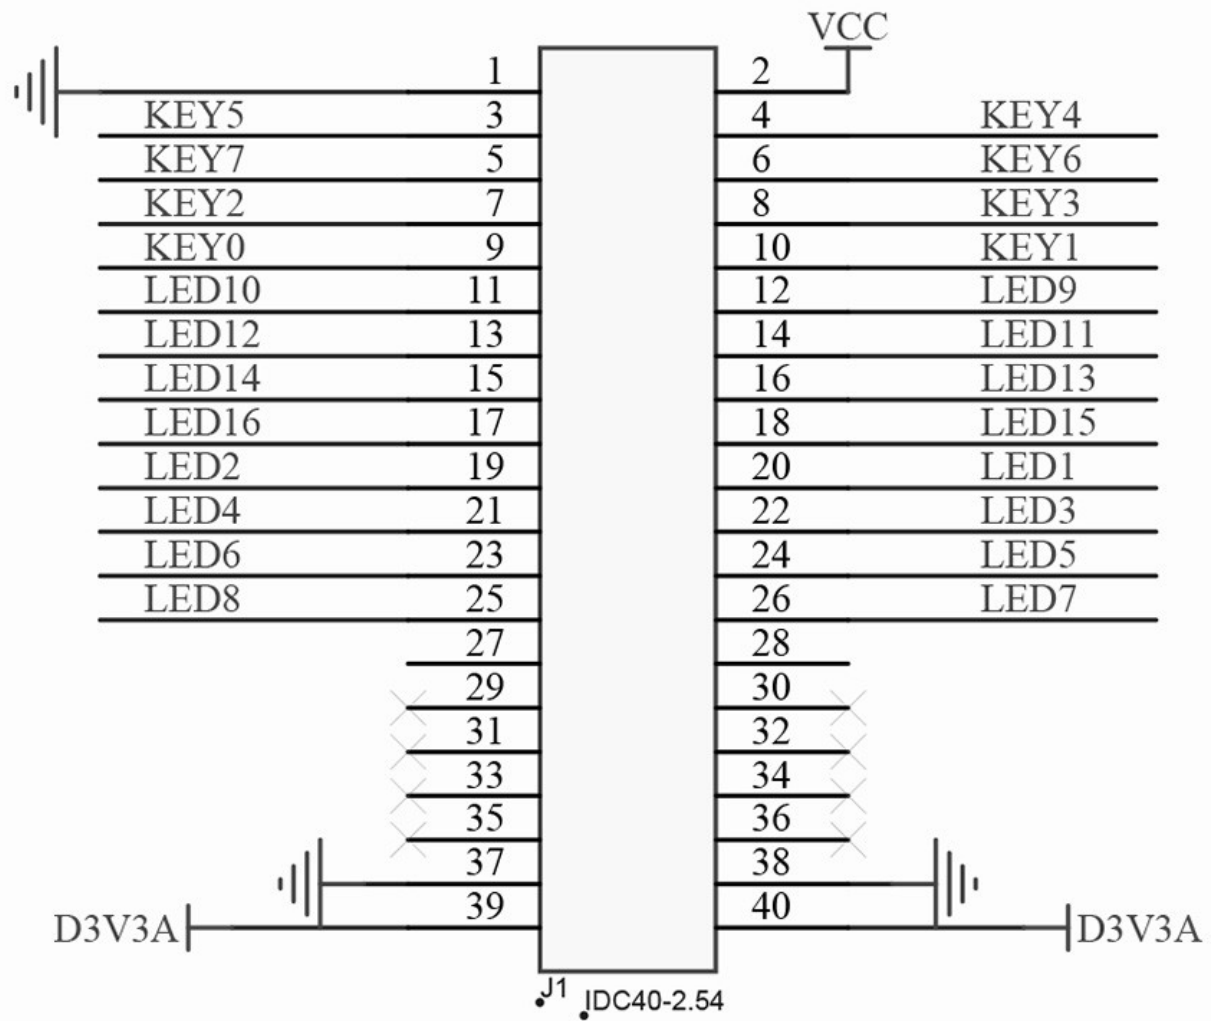 VCC
1 2
KEY5 3 4 KEY4
KEY7 5 6 KEY6
KEY2 7 8 KEY3
KEY0 9 10 KEY1
LED10 11 12 LED9
LED12 13 14 LED11
LED14 15 16 LED13
LED16 17 18 LED15
LED2 19 20 LED1
LED4 21 22 LED3
LED6 23 24 LED5
LED8 25 26 LED7
27 28
29 30
31 32
33 34
35 36
37 38
39 40
D3V3A D3V3A
J1 IDC40-2.54